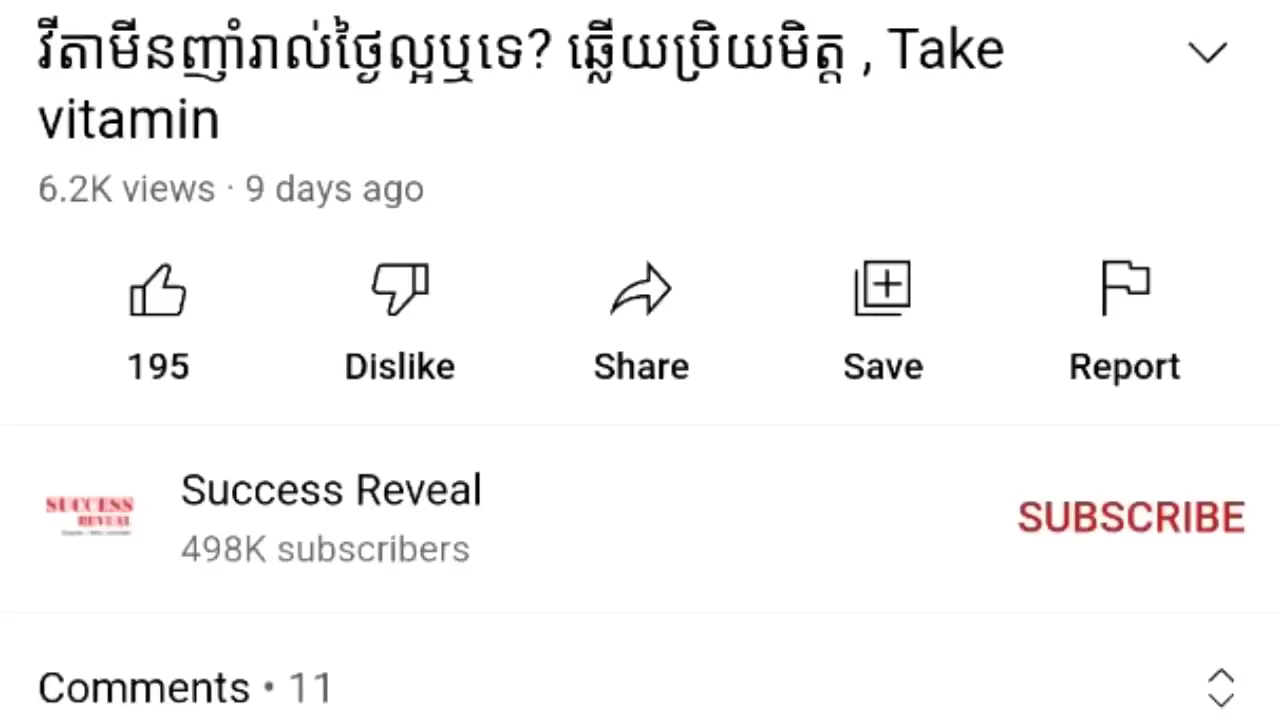 វីតាមីនញ៉ាំរាល់ថ្ងៃល្អឬទេ? ឆ្លើយប្រិយមិត្ត , Take
vitamin
6.2K views · 9 days ago
195 Dislike Share Save Report
SUCCESS
REVEAL
Success Reveal
498K subscribers
SUBSCRIBE
Comments • 11